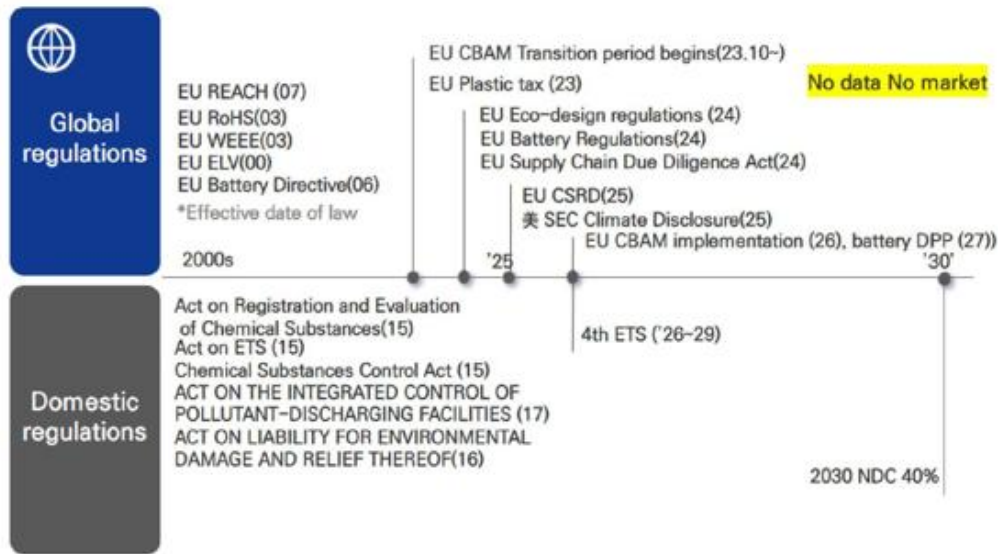 Global
regulations
EU REACH (07)
EU RoHS(03)
EU WEEE(03)
EU ELV(00)
EU Battery Directive(06)
*Effective date of law
EU CBAM Transition period begins(23.10~)
EU Plastic tax (23)
EU Eco-design regulations (24)
EU Battery Regulations(24)
EU Supply Chain Due Diligence Act(24)
EU CSRD(25)
美 SEC Climate Disclosure(25)
EU CBAM implementation (26), battery DPP (27))
No data No market
2000s
'25
'30'
Domestic
regulations
Act on Registration and Evaluation
of Chemical Substances(15)
Act on ETS (15)
Chemical Substances Control Act (15)
ACT ON THE INTEGRATED CONTROL OF
POLLUTANT-DISCHARGING FACILITIES (17)
ACT ON LIABILITY FOR ENVIRONMENTAL
DAMAGE AND RELIEF THEREOF(16)
4th ETS ('26~29)
2030 NDC 40%